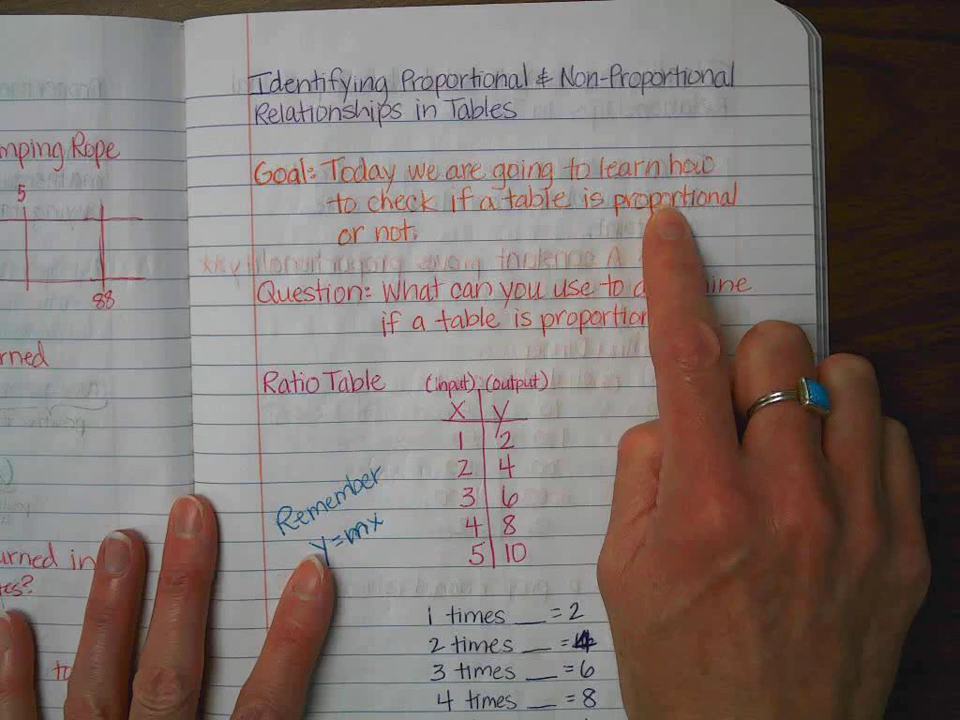 mping Rope
5
88
rned
urned in
tes?
to
Identifying Proportional & Non-Proportional
Relationships in Tables
Goal: Today we are going to learn how
to check if a table is proportional
or not.
Question: What can you use to
if a table is
Ratio Table (input) (output)
X Y
1 2
2 4
3 6
4 8
5 10
Remember
y=mx
1 times __ = 2
2 times __ = 4
3 times __ = 6
4 times __ = 8